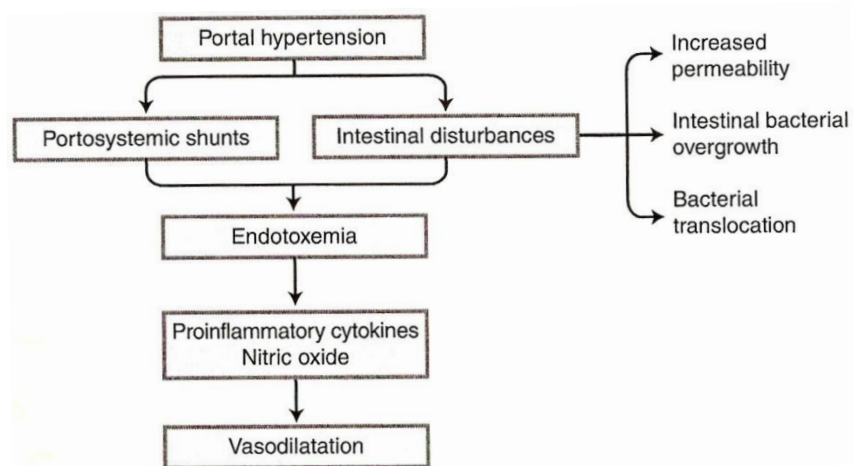 Portal hypertension
Portosystemic shunts
Intestinal disturbances
Increased
permeability
Intestinal bacterial
overgrowth
Bacterial
translocation
Endotoxemia
Proinflammatory cytokines
Nitric oxide
Vasodilatation